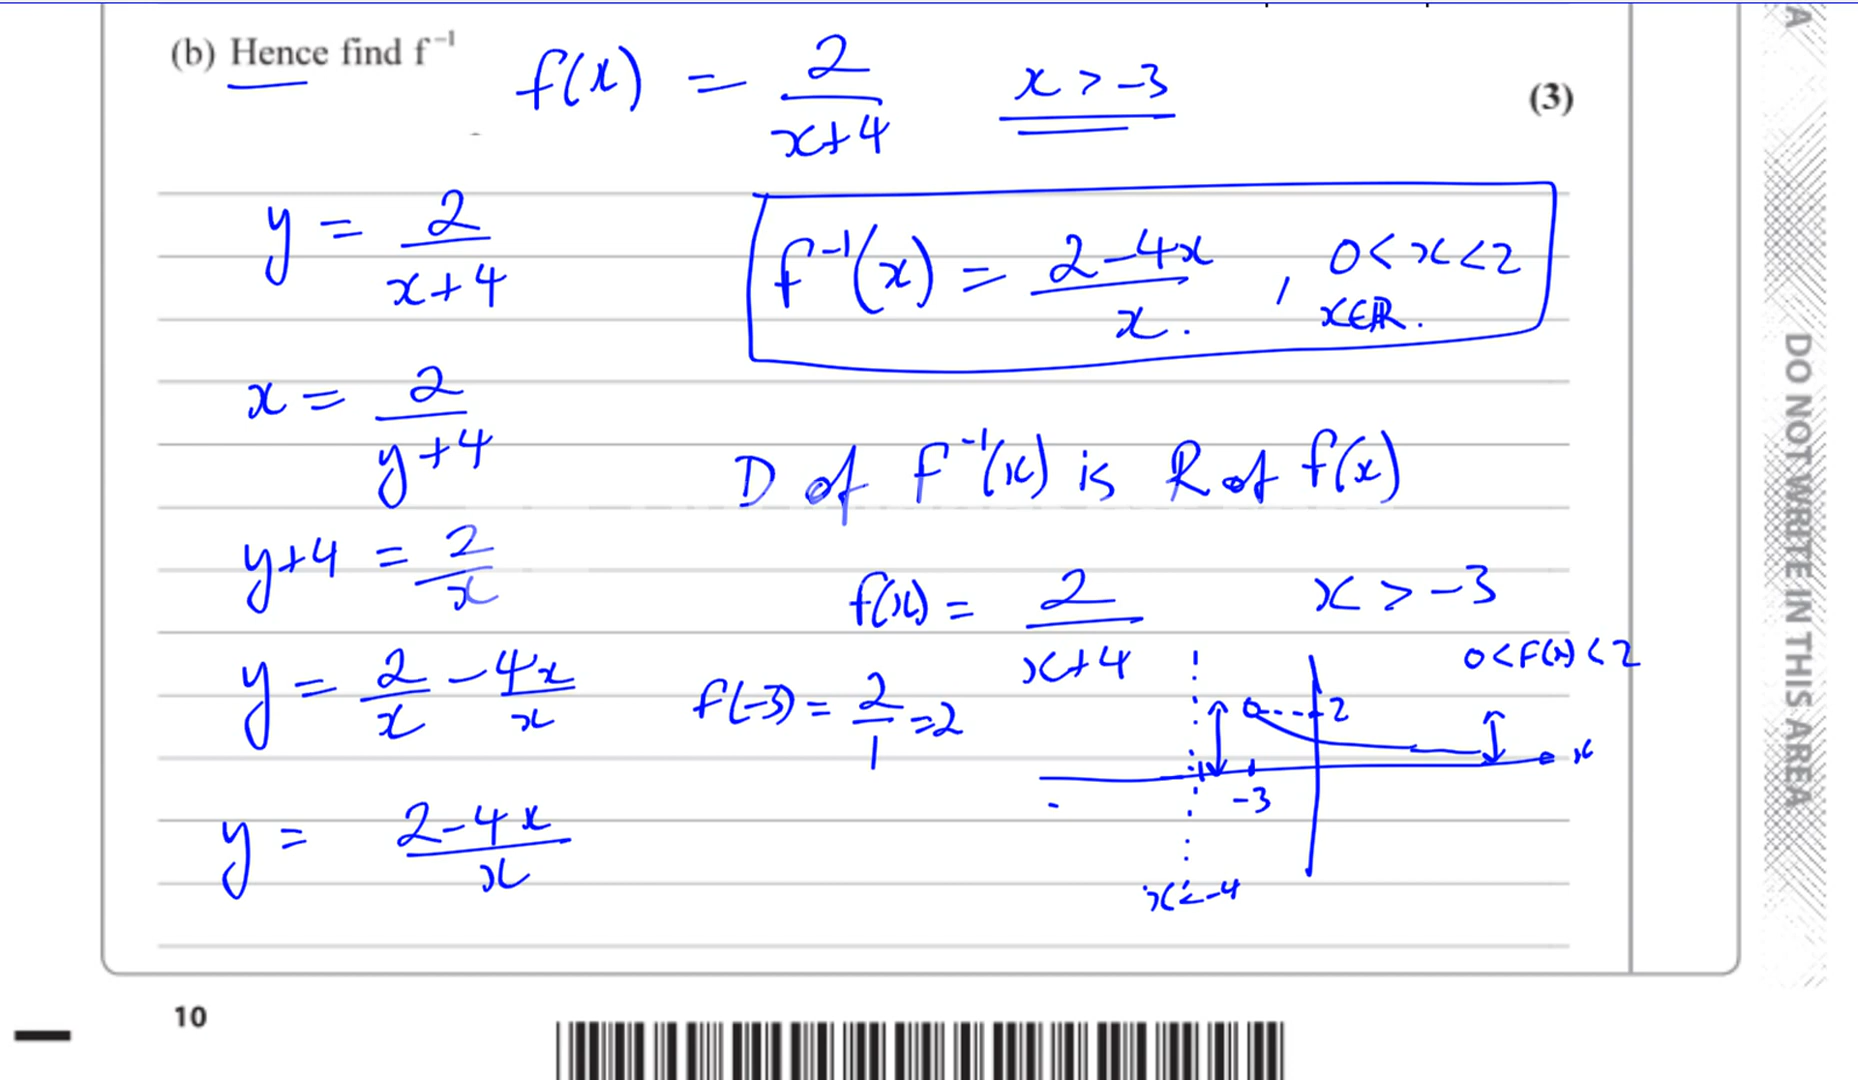 (b) Hence find f⁻¹
f(x) = 2/(x+4)   x > -3
(3)
y = 2/(x+4)
f⁻¹(x) = (2-4x)/x . , 0<x<2
x∈ℝ.
x = 2/(y+4)
D of f⁻¹(x) is R of f(x)
y+4 = 2/x
f(x) = 2/(x+4)   x > -3
0<f(x)<2
y = 2/x - 4x/x
f(-3) = 2/1 = 2
2
x
-3
y = (2-4x)/x
x=-4
10
A
DO NOT WRITE IN THIS AREA